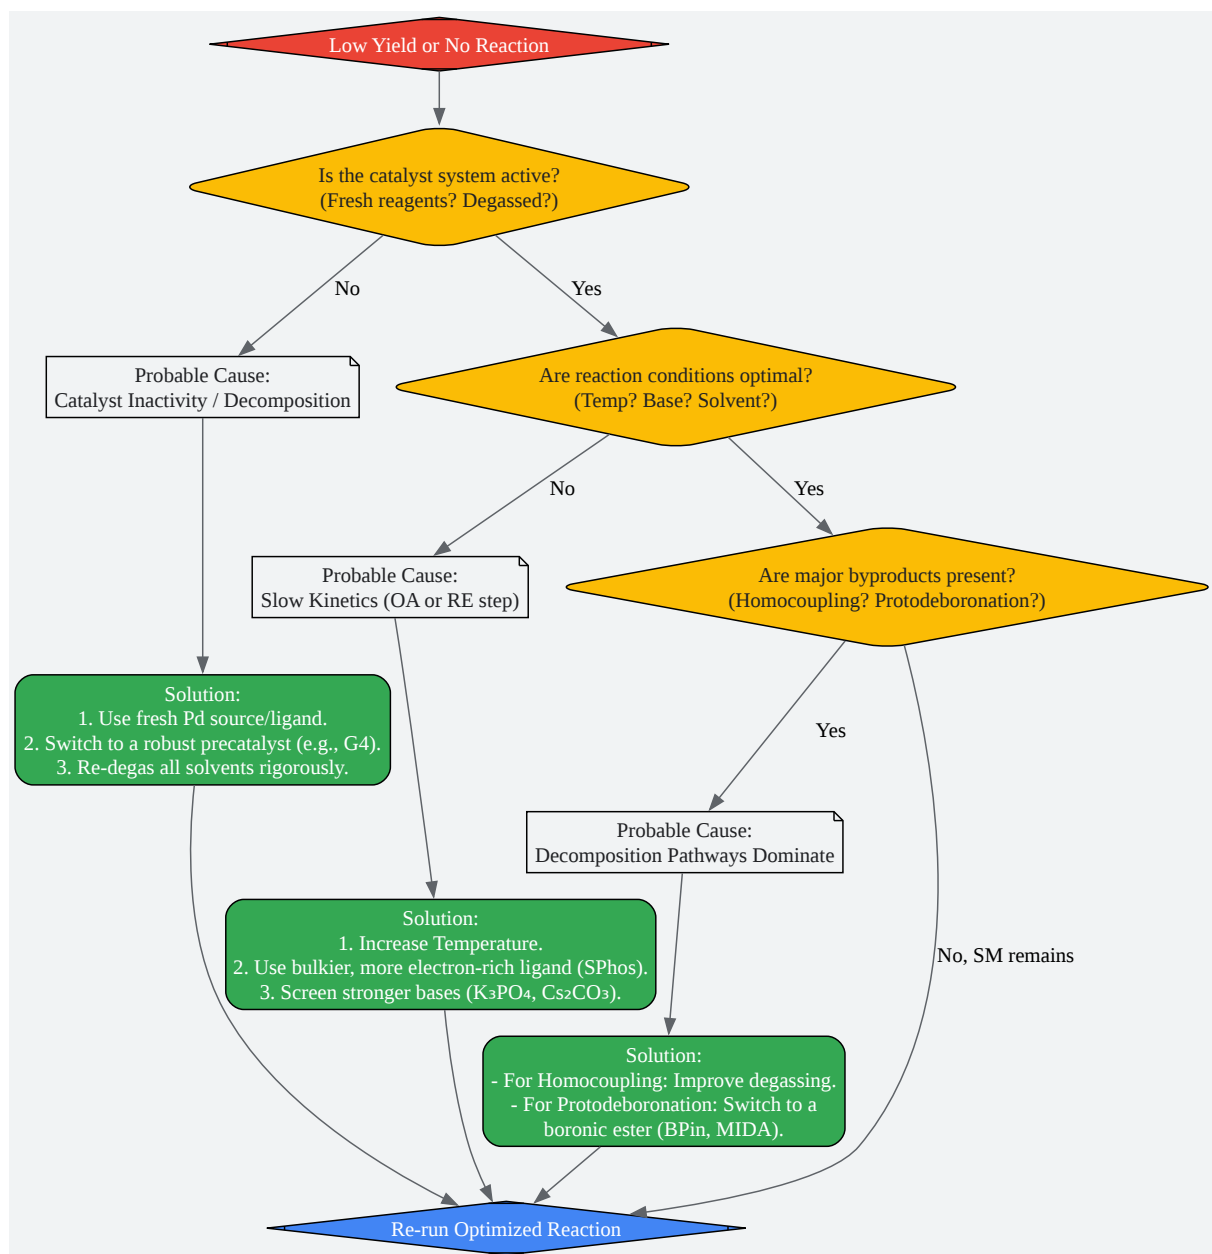 Low Yield or No Reaction
Is the catalyst system active?
(Fresh reagents? Degassed?)
No
Yes
Probable Cause:
Catalyst Inactivity / Decomposition
Are reaction conditions optimal?
(Temp? Base? Solvent?)
No
Yes
Probable Cause:
Slow Kinetics (OA or RE step)
Are major byproducts present?
(Homocoupling? Protodeboronation?)
Solution:
1. Use fresh Pd source/ligand.
2. Switch to a robust precatalyst (e.g., G4).
3. Re-degas all solvents rigorously.
Yes
Probable Cause:
Decomposition Pathways Dominate
Solution:
1. Increase Temperature.
2. Use bulkier, more electron-rich ligand (SPhos).
3. Screen stronger bases (K₃PO₄, Cs₂CO₃).
No, SM remains
Solution:
- For Homocoupling: Improve degassing.
- For Protodeboronation: Switch to a
boronic ester (BPin, MIDA).
Re-run Optimized Reaction